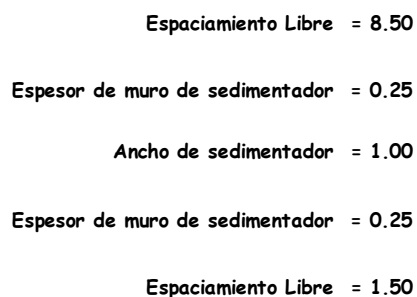 Espaciamiento Libre = 8.50
Espesor de muro de sedimentador = 0.25
Ancho de sedimentador = 1.00
Espesor de muro de sedimentador = 0.25
Espaciamiento Libre = 1.50